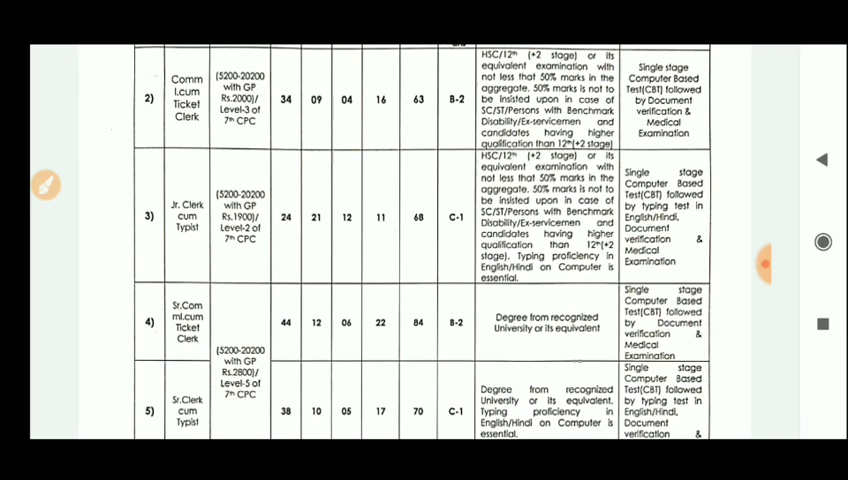 2)
Comm
l.cum
Ticket
Clerk
(5200-20200
with GP
Rs.2000)/
Level-3 of
7th CPC
34
09
04
16
63
B-2
HSC/12th (+2 stage) or its
equivalent examination with
not less that 50% marks in the
aggregate. 50% marks is not to
be insisted upon in case of
SC/ST/Persons with Benchmark
Disability/Ex-servicemen and
candidates having higher
qualification than 12th(+2 stage)
Single stage
Computer Based
Test(CBT) followed
by Document
verification &
Medical
Examination
3)
Jr. Clerk
cum
Typist
(5200-20200
with GP
Rs.1900)/
Level-2 of
7th CPC
24
21
12
11
68
C-1
HSC/12th (+2 stage) or its
equivalent examination with
not less that 50% marks in the
aggregate. 50% marks is not to
be insisted upon in case of
SC/ST/Persons with Benchmark
Disability/Ex-servicemen and
candidates having higher
qualification than 12th(+2
stage). Typing proficiency in
English/Hindi on Computer is
essential.
Single stage
Computer Based
Test(CBT) followed
by typing test in
English/Hindi,
Document
verification &
Medical
Examination
4)
Sr.Com
ml.cum
Ticket
Clerk
(5200-20200
with GP
Rs.2800)/
Level-5 of
7th CPC
44
12
06
22
84
B-2
Degree from recognized
University or its equivalent
Single stage
Computer Based
Test(CBT) followed
by Document
verification &
Medical
Examination
5)
Sr.Clerk
cum
Typist
38
10
05
17
70
C-1
Degree from recognized
University or its equivalent.
Typing proficiency in
English/Hindi on Computer is
essential.
Single stage
Computer Based
Test(CBT) followed
by typing test in
English/Hindi,
Document
verification &